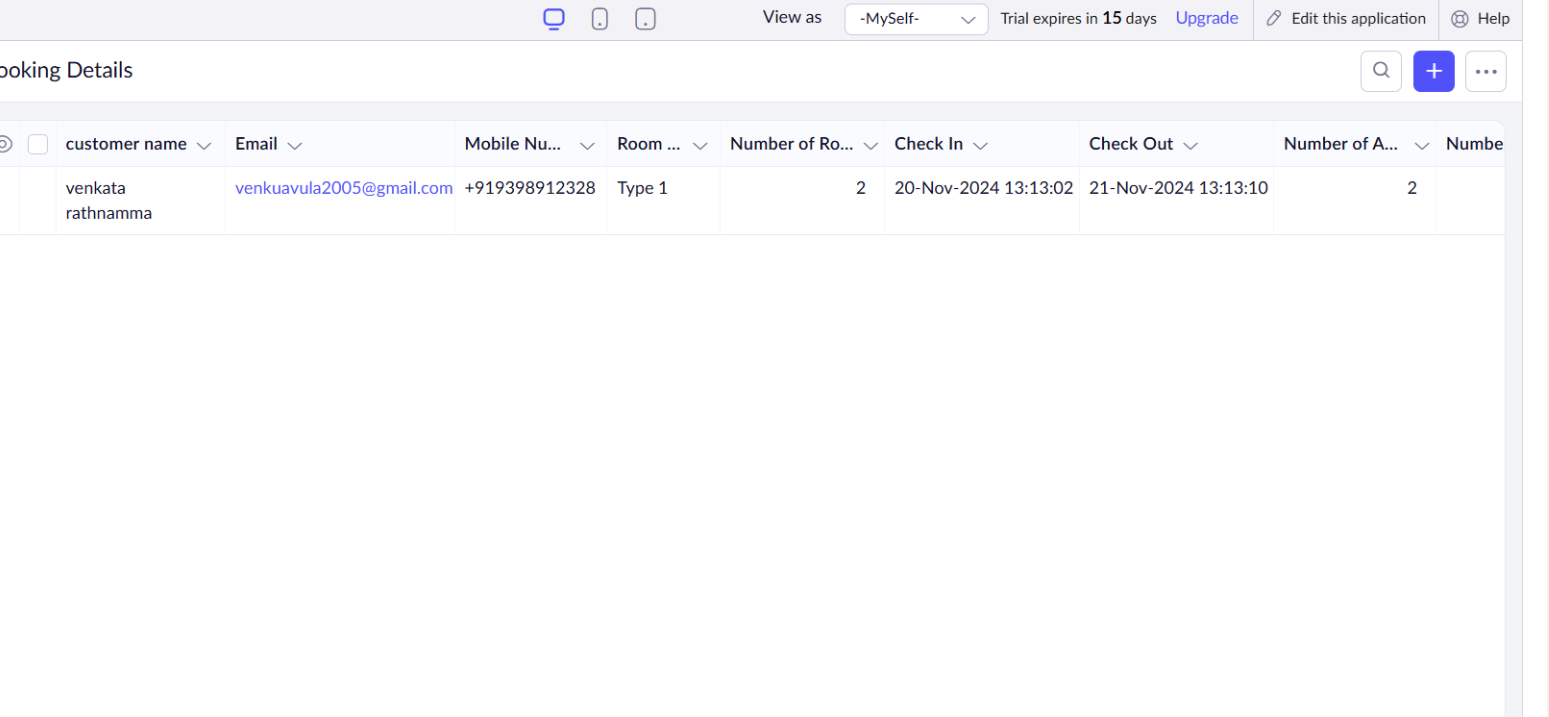 View as -MySelf- Trial expires in 15 days Upgrade Edit this application Help
ooking Details
customer name Email Mobile Nu... Room ... Number of Ro... Check In Check Out Number of A... Numbe
venkata venkuavula2005@gmail.com +919398912328 Type 1 2 20-Nov-2024 13:13:02 21-Nov-2024 13:13:10 2
rathnamma